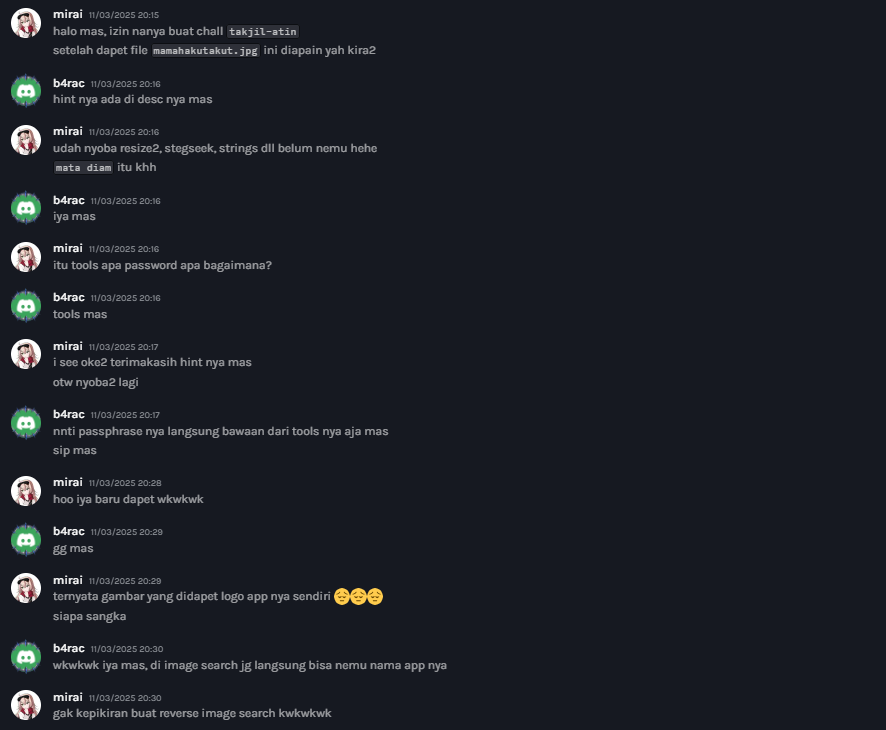 mirai 11/03/2025 20:15
halo mas, izin nanya buat chall takjil-atin
setelah dapet file mamahakutakut.jpg ini diapain yah kira2
b4rac 11/03/2025 20:16
hint nya ada di desc nya mas
mirai 11/03/2025 20:16
udah nyoba resize2, stegseek, strings dll belum nemu hehe
mata diam itu khh
b4rac 11/03/2025 20:16
iya mas
mirai 11/03/2025 20:16
itu tools apa password apa bagaimana?
b4rac 11/03/2025 20:16
tools mas
mirai 11/03/2025 20:17
i see oke2 terimakasih hint nya mas
otw nyoba2 lagi
b4rac 11/03/2025 20:17
nnti passphrase nya langsung bawaan dari tools nya aja mas
sip mas
mirai 11/03/2025 20:28
hoo iya baru dapet wkwkwk
b4rac 11/03/2025 20:29
gg mas
mirai 11/03/2025 20:29
ternyata gambar yang didapet logo app nya sendiri 😔😔😔
siapa sangka
b4rac 11/03/2025 20:30
wkwkwk iya mas, di image search jg langsung bisa nemu nama app nya
mirai 11/03/2025 20:30
gak kepikiran buat reverse image search kwkwkwk